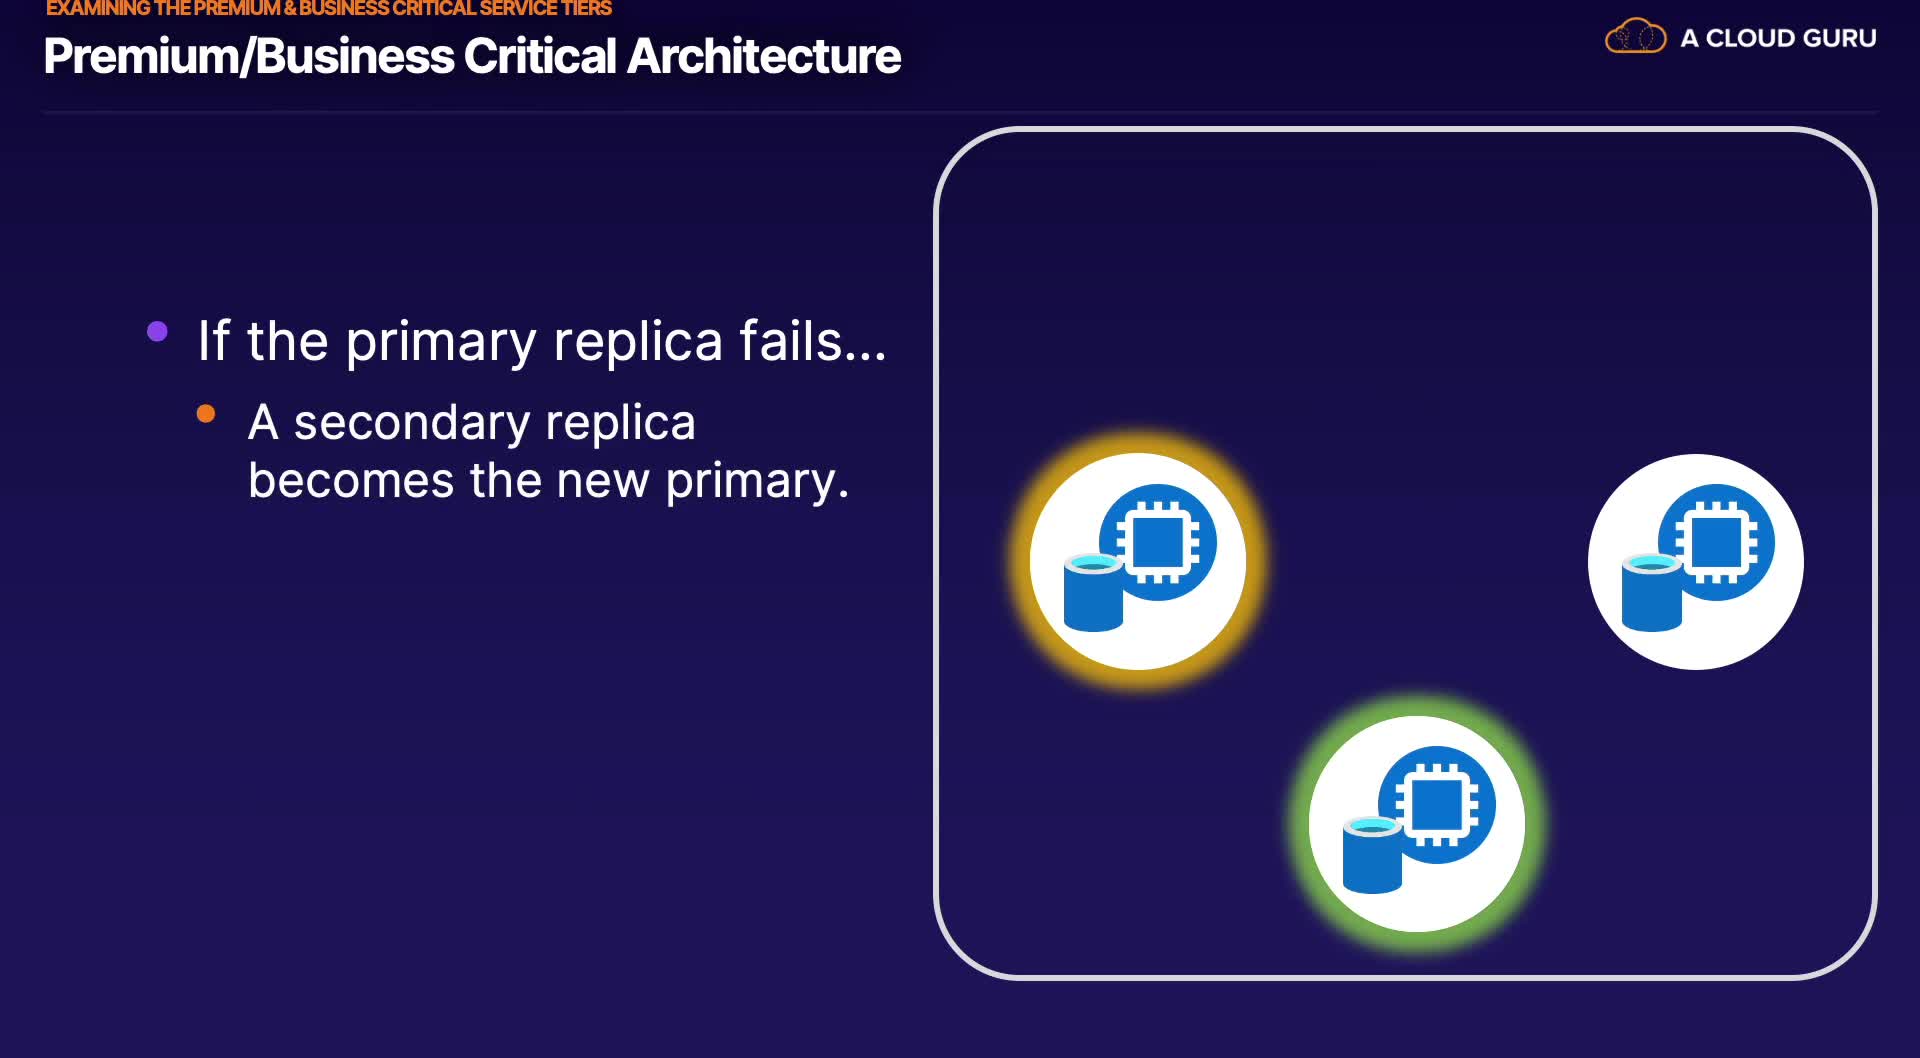 EXAMINING THE PREMIUM & BUSINESS CRITICAL SERVICE TIERS
Premium/Business Critical Architecture
A CLOUD GURU
If the primary replica fails...
A secondary replica
becomes the new primary.